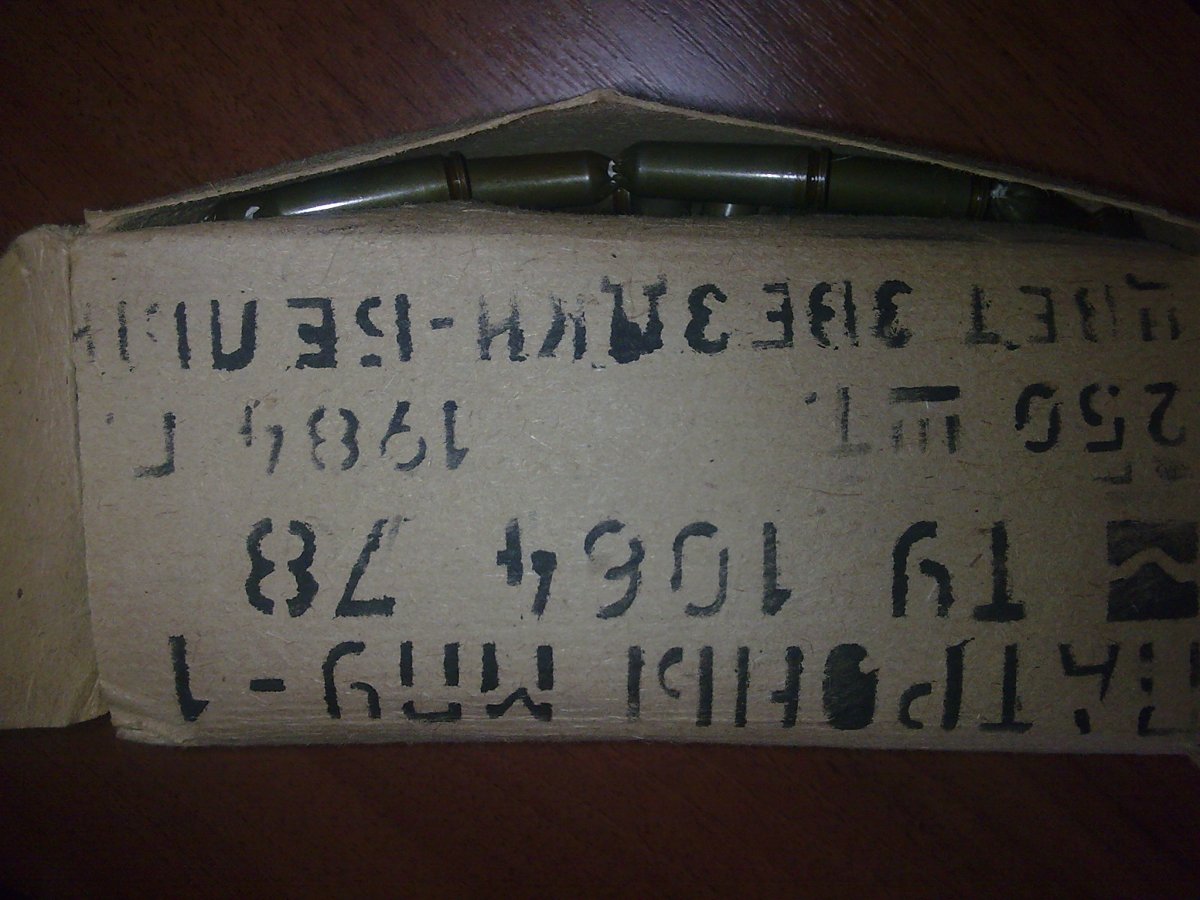 ПАТРОНЫ МПУ-1
ТУ 1064 78
250 ШТ. 1984 Г.
ЦВЕТ ЗВЕЗДКИ-БЕЛЫЙ